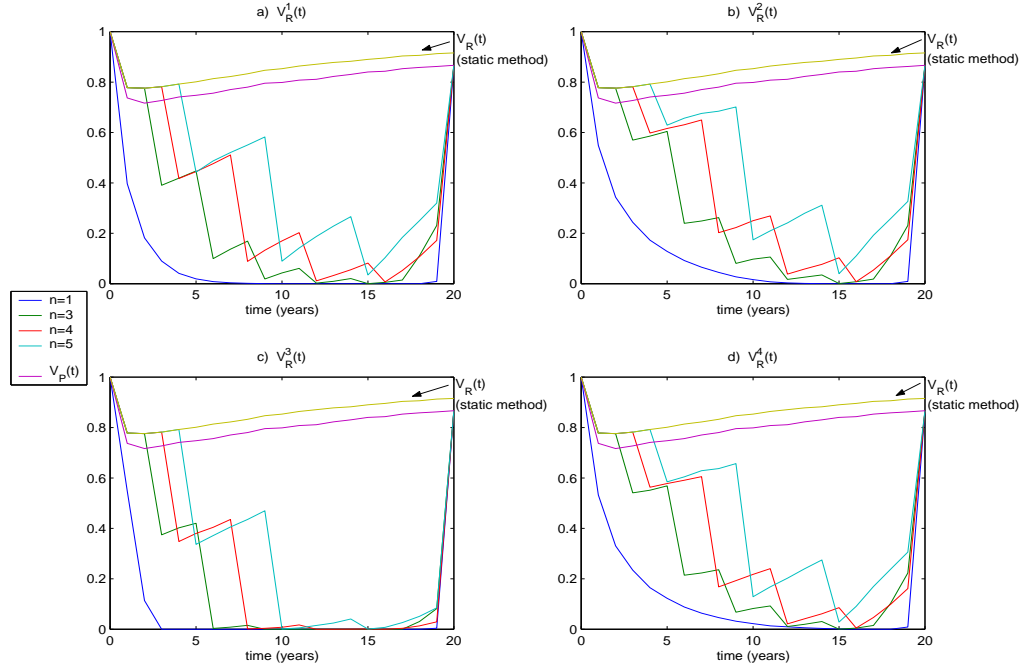 a) V_R^1(t)
1
0.8
0.6
0.4
0.2
0
0 5 10 15 20
time (years)
V_R(t)
(static method)
b) V_R^2(t)
1
0.8
0.6
0.4
0.2
0
0 5 10 15 20
time (years)
V_R(t)
(static method)
n=1
n=3
n=4
n=5
V_P(t)
c) V_R^3(t)
1
0.8
0.6
0.4
0.2
0
0 5 10 15 20
time (years)
V_R(t)
(static method)
d) V_R^4(t)
1
0.8
0.6
0.4
0.2
0
0 5 10 15 20
time (years)
V_R(t)
(static method)